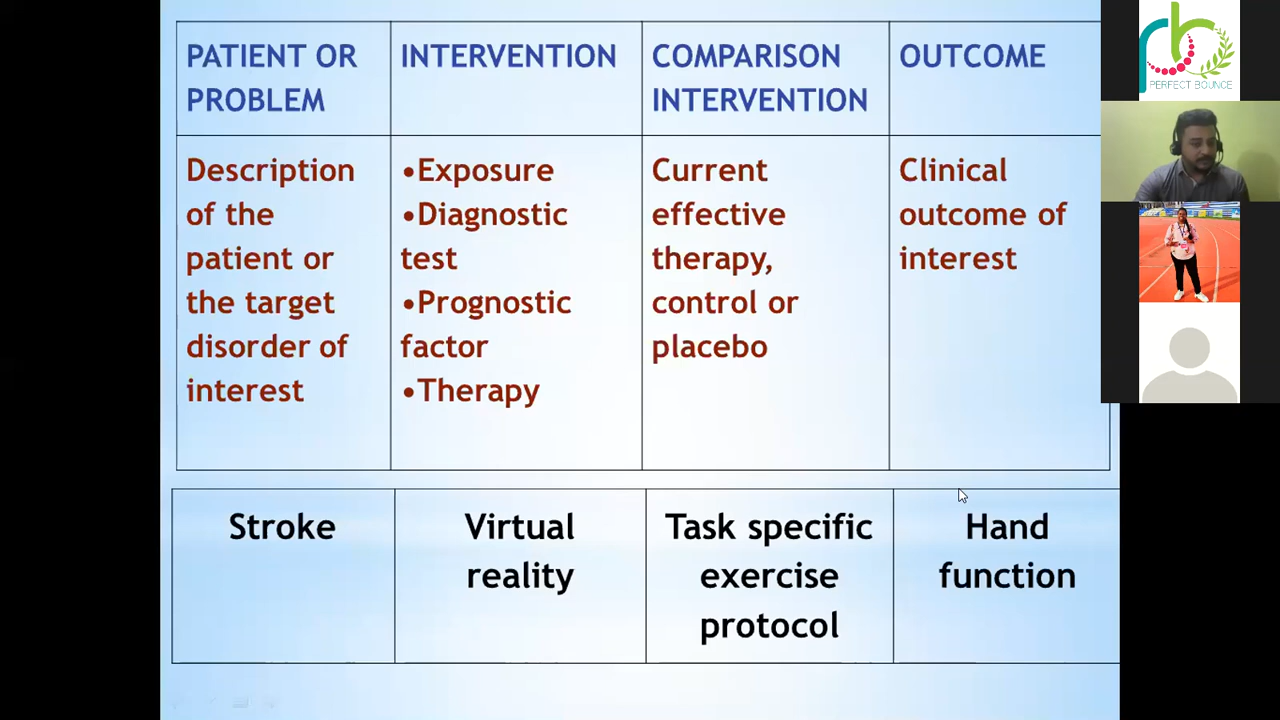 PATIENT OR
PROBLEM
INTERVENTION
COMPARISON
INTERVENTION
OUTCOME
Description
of the
patient or
the target
disorder of
interest
•Exposure
•Diagnostic
test
•Prognostic
factor
•Therapy
Current
effective
therapy,
control or
placebo
Clinical
outcome of
interest
Stroke
Virtual
reality
Task specific
exercise
protocol
Hand
function
PERFECT BOUNCE